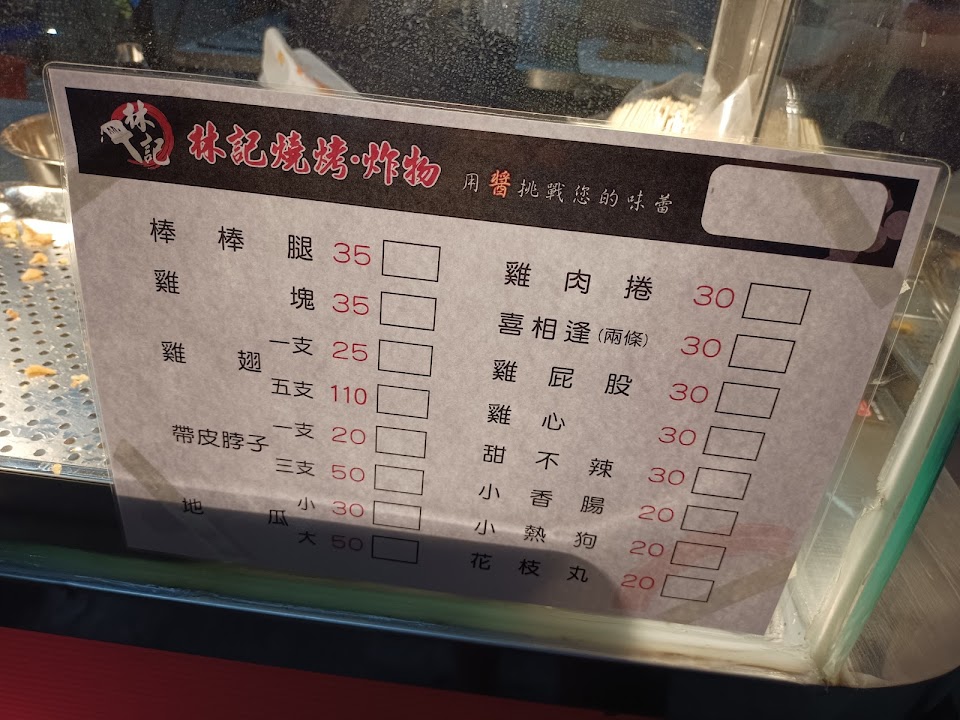 林記
林記燒烤·炸物
用醬挑戰您的味蕾
棒棒腿 35
雞塊 35
雞翅 一支 25
五支 110
帶皮脖子 一支 20
三支 50
地瓜 小 30
大 50
雞肉捲 30
喜相逢(兩條) 30
雞屁股 30
雞心 30
甜不辣 30
小香腸 20
小熱狗 20
花枝丸 20